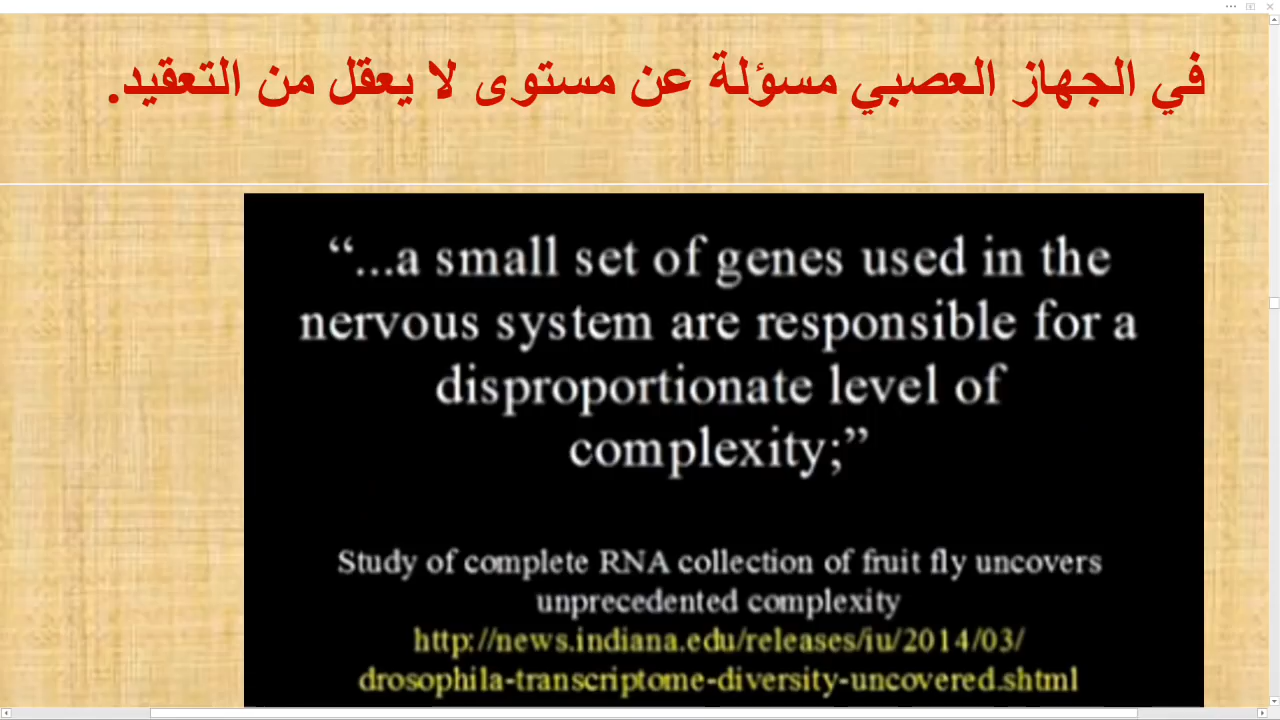 في الجهاز العصبي مسؤلة عن مستوى لا يعقل من التعقيد.
“...a small set of genes used in the
nervous system are responsible for a
disproportionate level of
complexity;”
Study of complete RNA collection of fruit fly uncovers
unprecedented complexity
http://news.indiana.edu/releases/iu/2014/03/
drosophila-transcriptome-diversity-uncovered.shtml